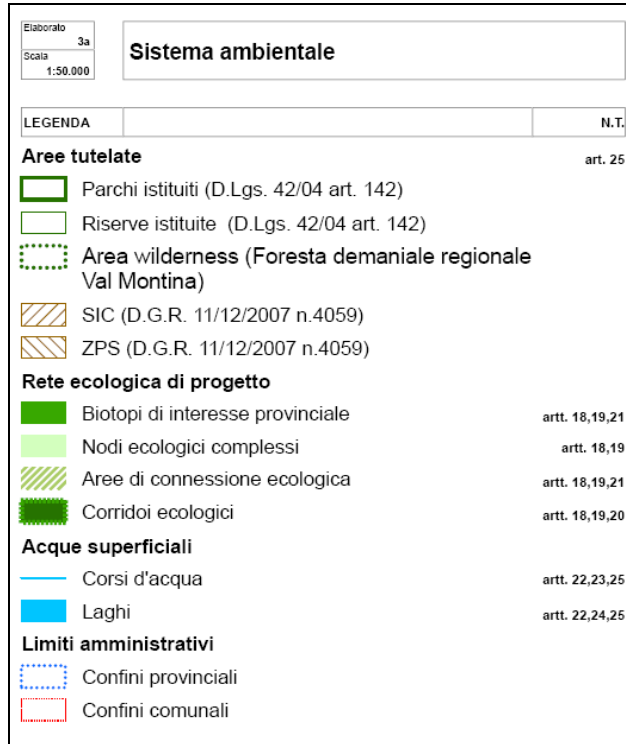 Elaborato
3a
Scala
1:50.000
Sistema ambientale
LEGENDA N.T.
Aree tutelate art. 25
Parchi istituiti (D.Lgs. 42/04 art. 142)
Riserve istituite (D.Lgs. 42/04 art. 142)
Area wilderness (Foresta demaniale regionale
Val Montina)
SIC (D.G.R. 11/12/2007 n.4059)
ZPS (D.G.R. 11/12/2007 n.4059)
Rete ecologica di progetto
Biotopi di interesse provinciale artt. 18,19,21
Nodi ecologici complessi artt. 18,19
Aree di connessione ecologica artt. 18,19,21
Corridoi ecologici artt. 18,19,20
Acque superficiali
Corsi d'acqua artt. 22,23,25
Laghi artt. 22,24,25
Limiti amministrativi
Confini provinciali
Confini comunali